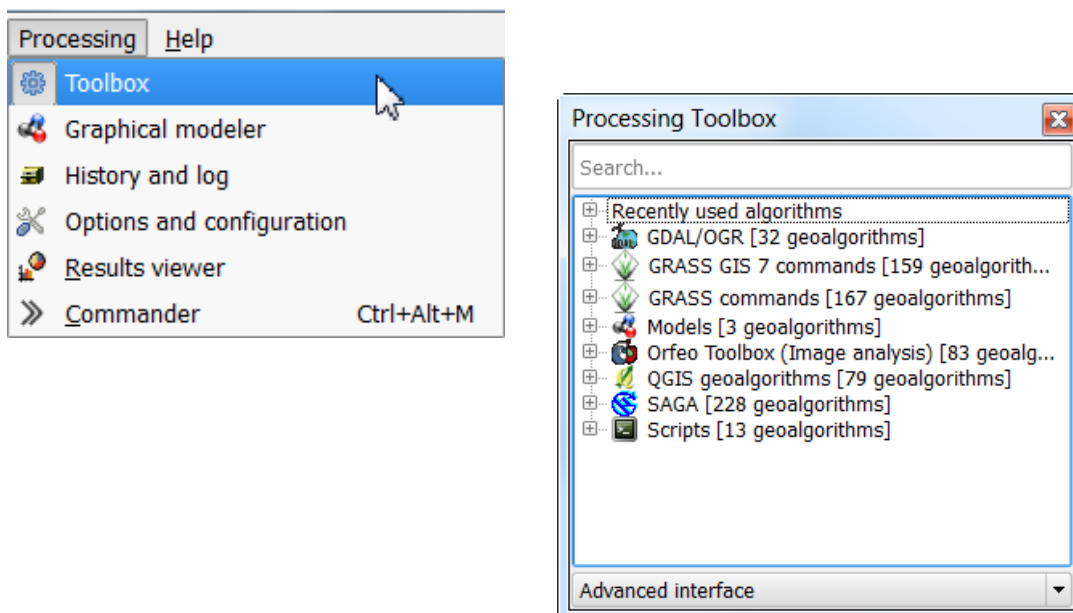 Processing Help
Toolbox
Graphical modeler
History and log
Options and configuration
Results viewer
Commander Ctrl+Alt+M
Processing Toolbox
Search...
Recently used algorithms
GDAL/OGR [32 geoalgorithms]
GRASS GIS 7 commands [159 geoalgorith...
GRASS commands [167 geoalgorithms]
Models [3 geoalgorithms]
Orfeo Toolbox (Image analysis) [83 geoalg...
QGIS geoalgorithms [79 geoalgorithms]
SAGA [228 geoalgorithms]
Scripts [13 geoalgorithms]
Advanced interface